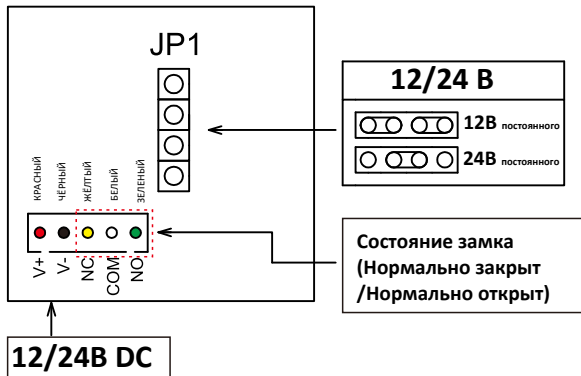 JP1
12/24 В
12В постоянного
24В постоянного
КРАСНЫЙ
ЧЁРНЫЙ
ЖЁЛТЫЙ
БЕЛЫЙ
ЗЕЛЕНЫЙ
V+
V-
NC
COM
NO
Состояние замка
(Нормально закрыт
/Нормально открыт)
12/24В DC